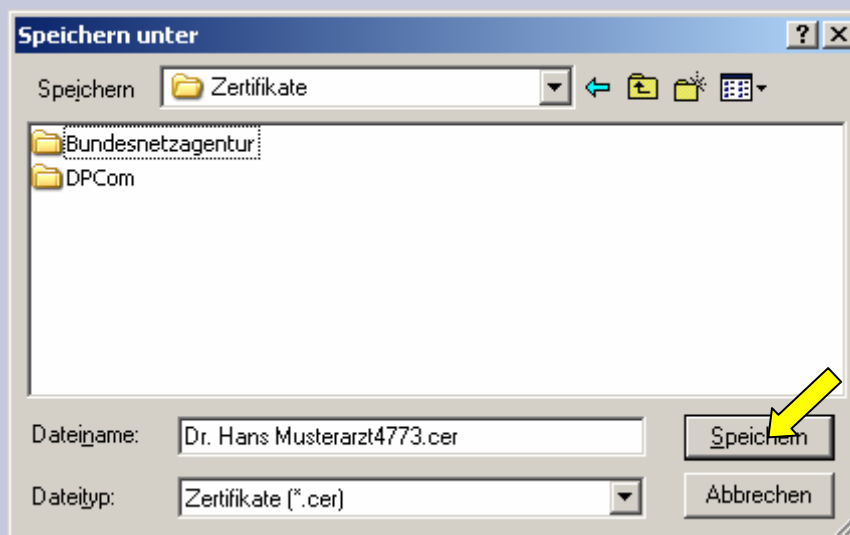 Speichern unter
Speichern
Zertifikate
Bundesnetzagentur
DPCom
Dateiname:
Dr. Hans Musterarzt4773.cer
Speichern
Dateityp:
Zertifikate (*.cer)
Abbrechen